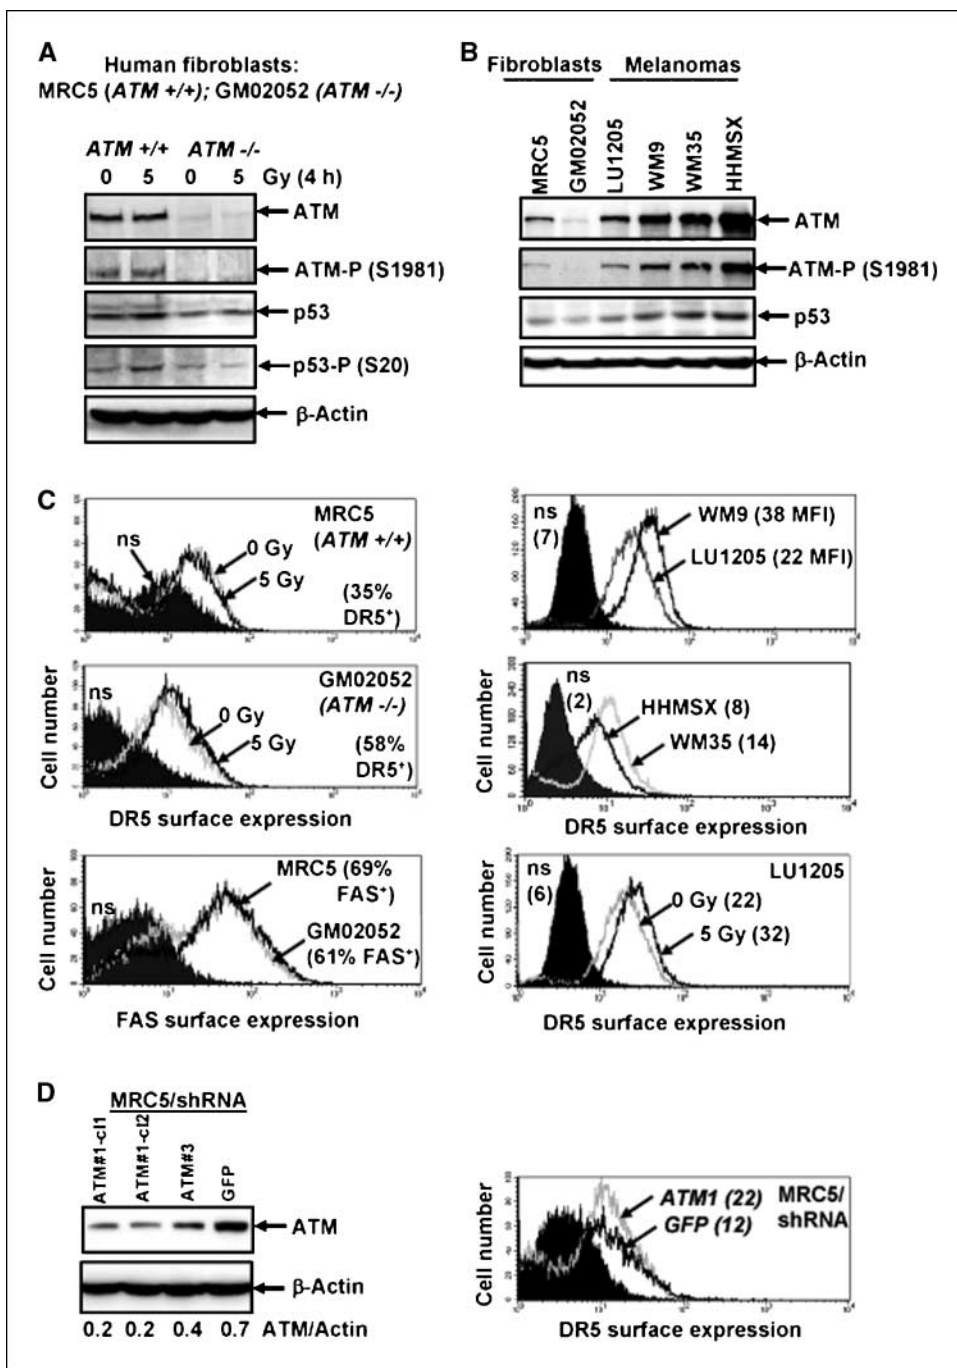 A
Human fibroblasts:
MRC5 (ATM +/+); GM02052 (ATM -/-)
ATM +/+ ATM -/-
0 5 0 5 Gy (4 h)
ATM
ATM-P (S1981)
p53
p53-P (S20)
β-Actin
B
Fibroblasts Melanomas
MRC5
GM02052
LU1205
WM9
WM35
HHMSX
ATM
ATM-P (S1981)
p53
β-Actin
C
MRC5
(ATM +/+)
ns
0 Gy
5 Gy
(35%
DR5+)
Cell number
GM02052
(ATM -/-)
ns
0 Gy
5 Gy
(58%
DR5+)
DR5 surface expression
Cell number
MRC5 (69%
FAS+)
ns
GM02052
(61% FAS+)
FAS surface expression
ns
(7)
WM9 (38 MFI)
LU1205 (22 MFI)
Cell number
ns
(2)
HHMSX (8)
WM35 (14)
DR5 surface expression
Cell number
ns
(6)
LU1205
0 Gy (22)
5 Gy (32)
DR5 surface expression
D
MRC5/shRNA
ATM#1-cl1
ATM#1-cl2
ATM#3
GFP
ATM
β-Actin
0.2 0.2 0.4 0.7 ATM/Actin
Cell number
ATM1 (22)
GFP (12)
MRC5/
shRNA
DR5 surface expression